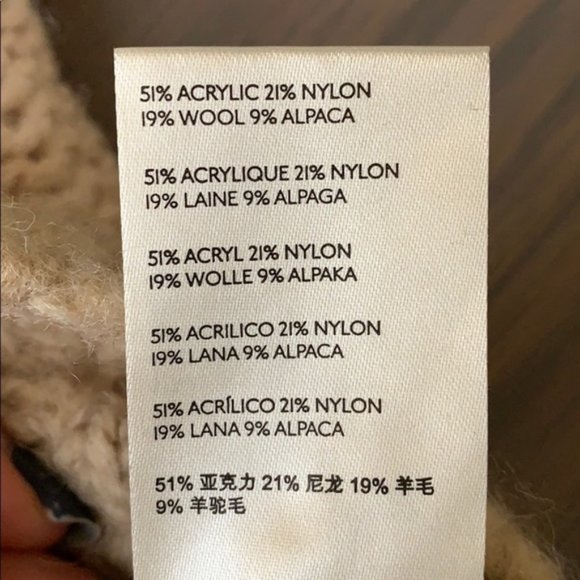 51% ACRYLIC 21% NYLON
19% WOOL 9% ALPACA
51% ACRYLIQUE 21% NYLON
19% LAINE 9% ALPAGA
51% ACRYL 21% NYLON
19% WOLLE 9% ALPAKA
51% ACRILICO 21% NYLON
19% LANA 9% ALPACA
51% ACRÍLICO 21% NYLON
19% LANA 9% ALPACA
51% 亚克力 21% 尼龙 19% 羊毛
9% 羊驼毛